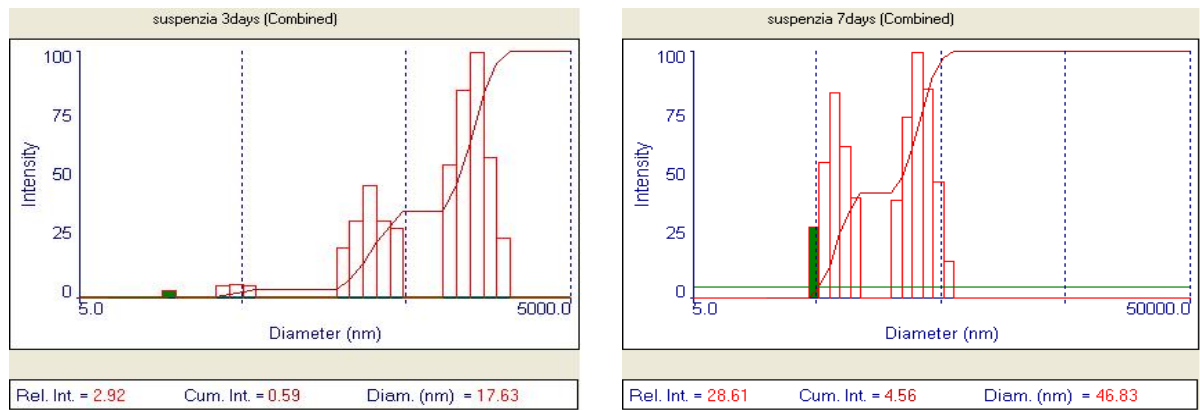 suspenzia 3days (Combined)
100
75
50
25
0
Intensity
5.0
5000.0
Diameter (nm)
Rel. Int. = 2.92 Cum. Int. = 0.59 Diam. (nm) = 17.63
suspenzia 7days (Combined)
100
75
50
25
0
Intensity
5.0
50000.0
Diameter (nm)
Rel. Int. = 28.61 Cum. Int. = 4.56 Diam. (nm) = 46.83